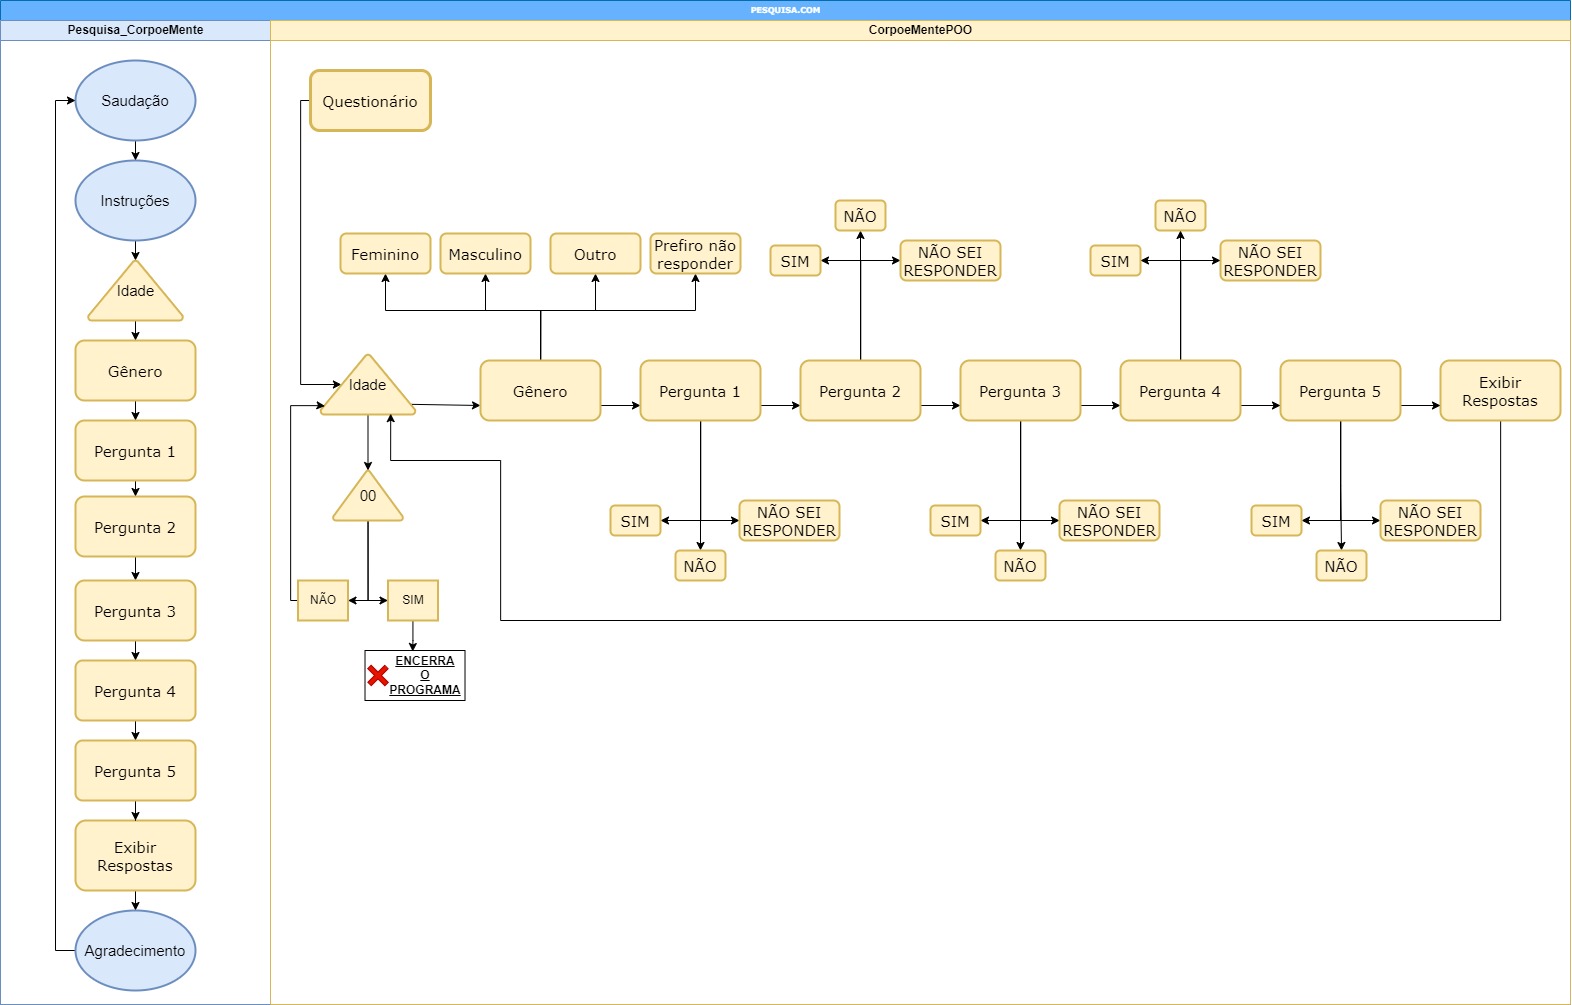 PESQUISA.COM
Pesquisa_CorpoeMente
Saudação
Instruções
Idade
Gênero
Pergunta 1
Pergunta 2
Pergunta 3
Pergunta 4
Pergunta 5
Exibir
Respostas
Agradecimento
CorpoeMentePOO
Questionário
Feminino
Masculino
Outro
Prefiro não
responder
NÃO
SIM
NÃO SEI
RESPONDER
NÃO
SIM
NÃO SEI
RESPONDER
Idade
Gênero
Pergunta 1
Pergunta 2
Pergunta 3
Pergunta 4
Pergunta 5
Exibir
Respostas
00
SIM
NÃO SEI
RESPONDER
NÃO
SIM
NÃO SEI
RESPONDER
NÃO
SIM
NÃO SEI
RESPONDER
NÃO
NÃO
SIM
ENCERRA
O
PROGRAMA